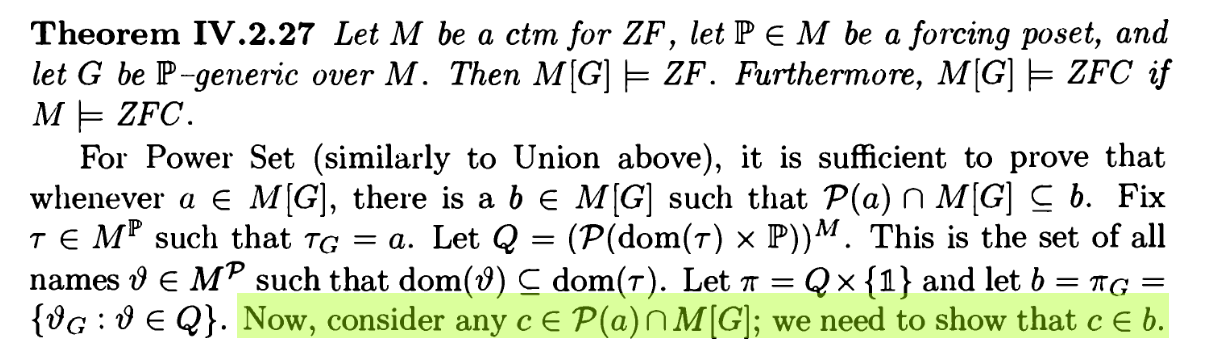 Theorem IV.2.27 Let M be a ctm for ZF, let ℙ ∈ M be a forcing poset, and
let G be ℙ-generic over M. Then M[G] ⊨ ZF. Furthermore, M[G] ⊨ ZFC if
M ⊨ ZFC.
For Power Set (similarly to Union above), it is sufficient to prove that
whenever a ∈ M[G], there is a b ∈ M[G] such that 𝒫(a) ∩ M[G] ⊆ b. Fix
τ ∈ M^ℙ such that τ_G = a. Let Q = (𝒫(dom(τ) × ℙ))^M. This is the set of all
names ϑ ∈ M^𝒫 such that dom(ϑ) ⊆ dom(τ). Let π = Q × {𝟙} and let b = π_G =
{ϑ_G : ϑ ∈ Q}. Now, consider any c ∈ 𝒫(a) ∩ M[G]; we need to show that c ∈ b.